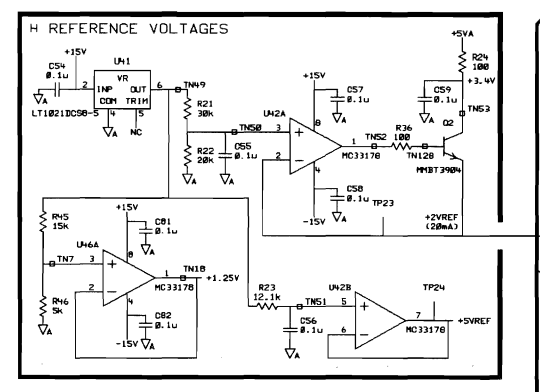 H REFERENCE VOLTAGES
+5VA
R24
100
+3.4V
+15V
C54
0.1u
U41
VR
2 INP OUT 6
COM TRIM
4 5
LT1021DCS8-5
NC
A
TN49
R21
30k
TN50
R22
20k
C55
0.1u
A
A
+15V
C57
0.1u
A
U42A
8
3
2
1
4
MC33178
C58
0.1u
A
-15V
TN52
R36
100
TN128
C59
0.1u
A
TN53
Q2
MMBT3904
TP23
+2VREF
(20mA)
R45
15k
TN7
R46
5k
A
+15V
C81
0.1u
A
U46A
8
3
2
1
4
MC33178
TN18
+1.25V
C82
0.1u
A
-15V
R23
12.1k
TN51
C56
0.1u
A
U42B
5
6
7
MC33178
TP24
+5VREF